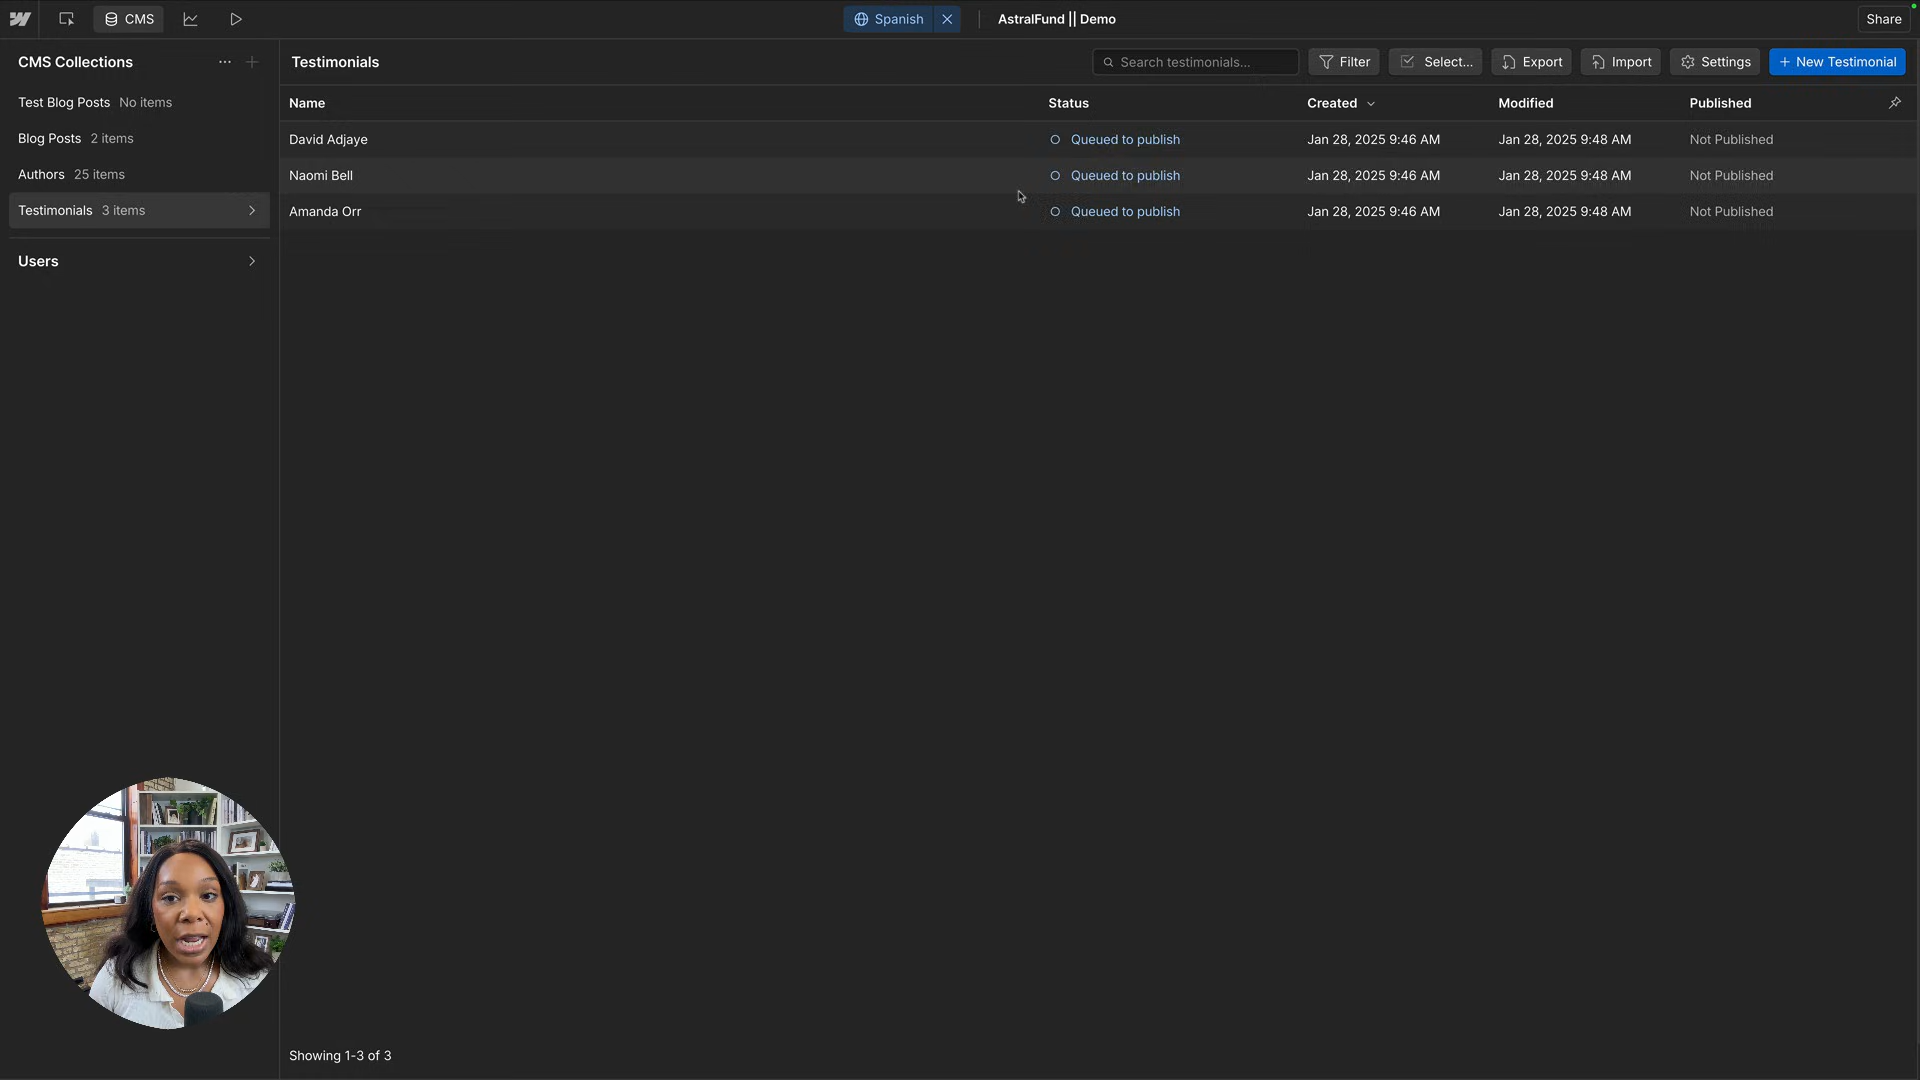 CMS
Spanish
AstralFund || Demo
Share
CMS Collections
Testimonials
Search testimonials...
Filter
Select...
Export
Import
Settings
New Testimonial
Test Blog Posts No items
Blog Posts 2 items
Authors 25 items
Testimonials 3 items
Users
Name Status Created Modified Published
David Adjaye Queued to publish Jan 28, 2025 9:46 AM Jan 28, 2025 9:48 AM Not Published
Naomi Bell Queued to publish Jan 28, 2025 9:46 AM Jan 28, 2025 9:48 AM Not Published
Amanda Orr Queued to publish Jan 28, 2025 9:46 AM Jan 28, 2025 9:48 AM Not Published
Showing 1-3 of 3